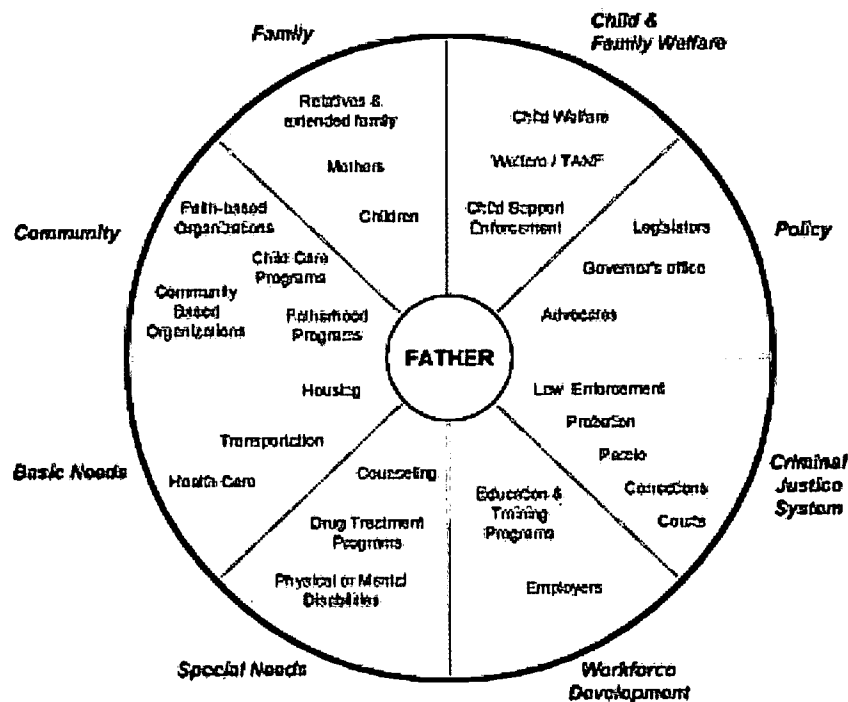 Family
Child &
Family Welfare
Relatives &
extended family
Mothers
Children
Child Welfare
Welfare / TANF
Child Support
Enforcement
Community
Faith-based
Organizations
Child Care
Programs
Community
Based
Organizations
Fatherhood
Programs
Policy
Legislators
Governor's office
Advocates
FATHER
Housing
Transportation
Health Care
Basic Needs
Law Enforcement
Probation
Parole
Corrections
Courts
Criminal
Justice
System
Counseling
Drug Treatment
Programs
Physical or Mental
Disabilities
Special Needs
Education &
Training
Programs
Employers
Workforce
Development